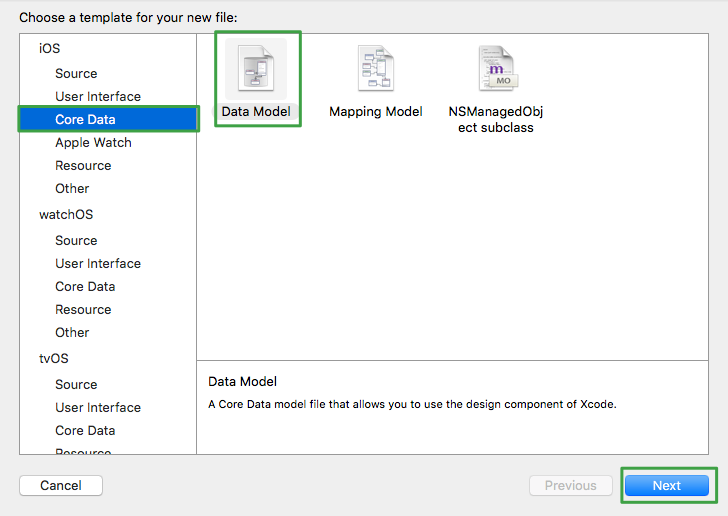 Choose a template for your new file:
iOS
Source
User Interface
Core Data
Apple Watch
Resource
Other
watchOS
Source
User Interface
Core Data
Resource
Other
tvOS
Source
User Interface
Core Data
Resource
Data Model
Mapping Model
NSManagedObj
ect subclass
m
MO
Data Model
A Core Data model file that allows you to use the design component of Xcode.
Cancel
Previous
Next